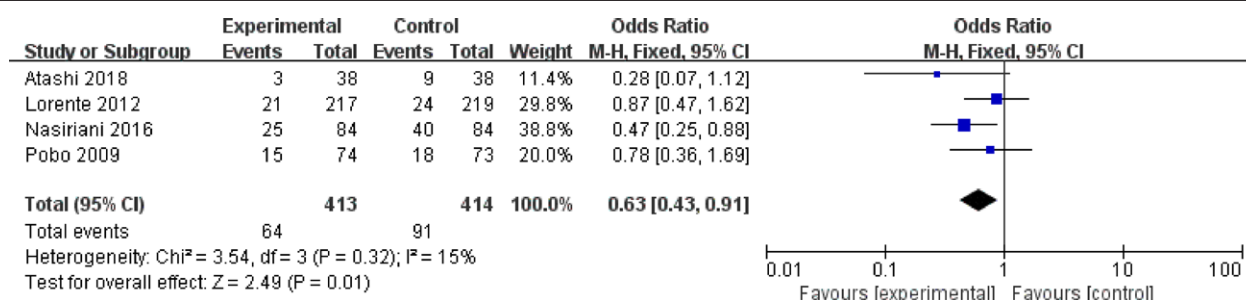 Experimental Control Odds Ratio Odds Ratio
Study or Subgroup Events Total Events Total Weight M-H, Fixed, 95% CI M-H, Fixed, 95% CI
Atashi 2018 3 38 9 38 11.4% 0.28 [0.07, 1.12]
Lorente 2012 21 217 24 219 29.8% 0.87 [0.47, 1.62]
Nasiriani 2016 25 84 40 84 38.8% 0.47 [0.25, 0.88]
Pobo 2009 15 74 18 73 20.0% 0.78 [0.36, 1.69]
Total (95% CI) 413 414 100.0% 0.63 [0.43, 0.91]
Total events 64 91
Heterogeneity: Chi² = 3.54, df = 3 (P = 0.32); I² = 15%
Test for overall effect: Z = 2.49 (P = 0.01)
0.01 0.1 1 10 100
Favours [experimental] Favours [control]